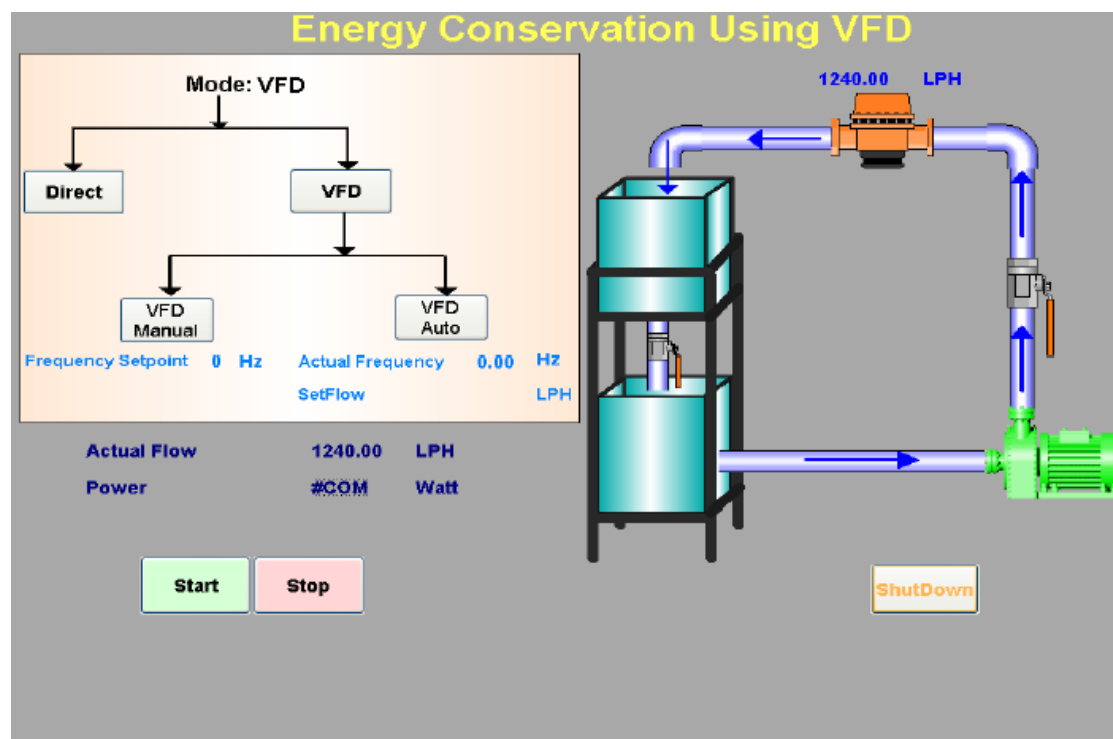 Energy Conservation Using VFD
Mode: VFD
1240.00 LPH
Direct
VFD
VFD
Manual
VFD
Auto
Frequency Setpoint 0 Hz
Actual Frequency 0.00 Hz
SetFlow LPH
Actual Flow 1240.00 LPH
Power #COM Watt
Start
Stop
ShutDown